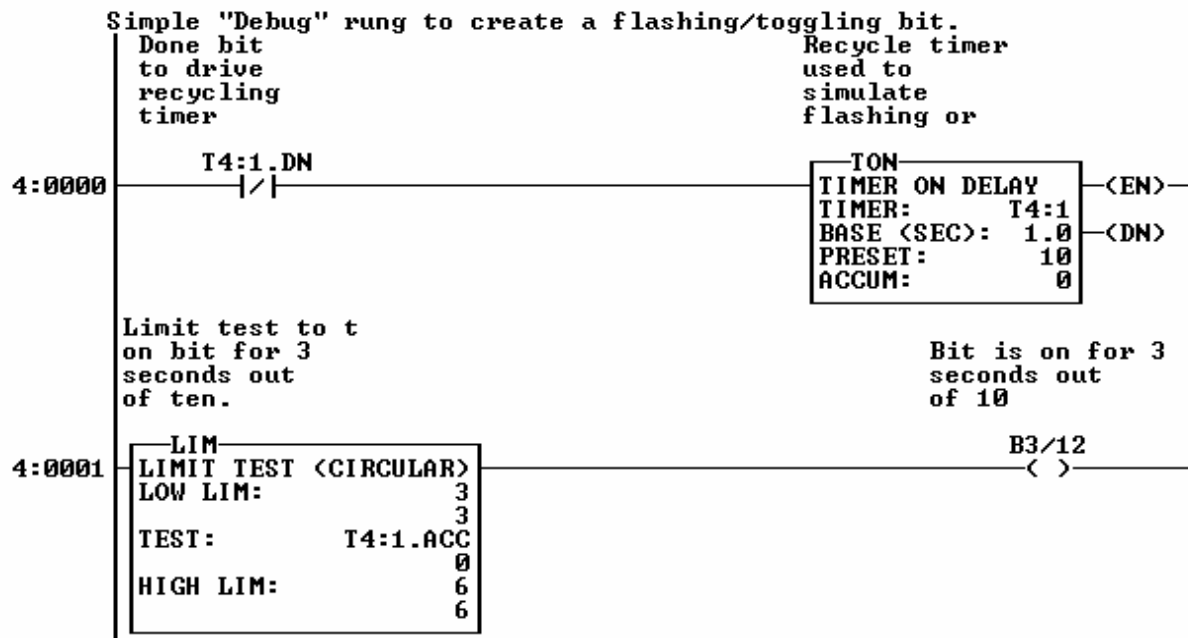 Simple "Debug" rung to create a flashing/toggling bit.
Done bit
to drive
recycling
timer
Recycle timer
used to
simulate
flashing or
T4:1.DN
4:0000
TON
TIMER ON DELAY
TIMER: T4:1
BASE (SEC): 1.0
PRESET: 10
ACCUM: 0
(EN)
(DN)
Limit test to t
on bit for 3
seconds out
of ten.
Bit is on for 3
seconds out
of 10
4:0001
LIM
LIMIT TEST (CIRCULAR)
LOW LIM: 3
3
TEST: T4:1.ACC
0
HIGH LIM: 6
6
B3/12
( )